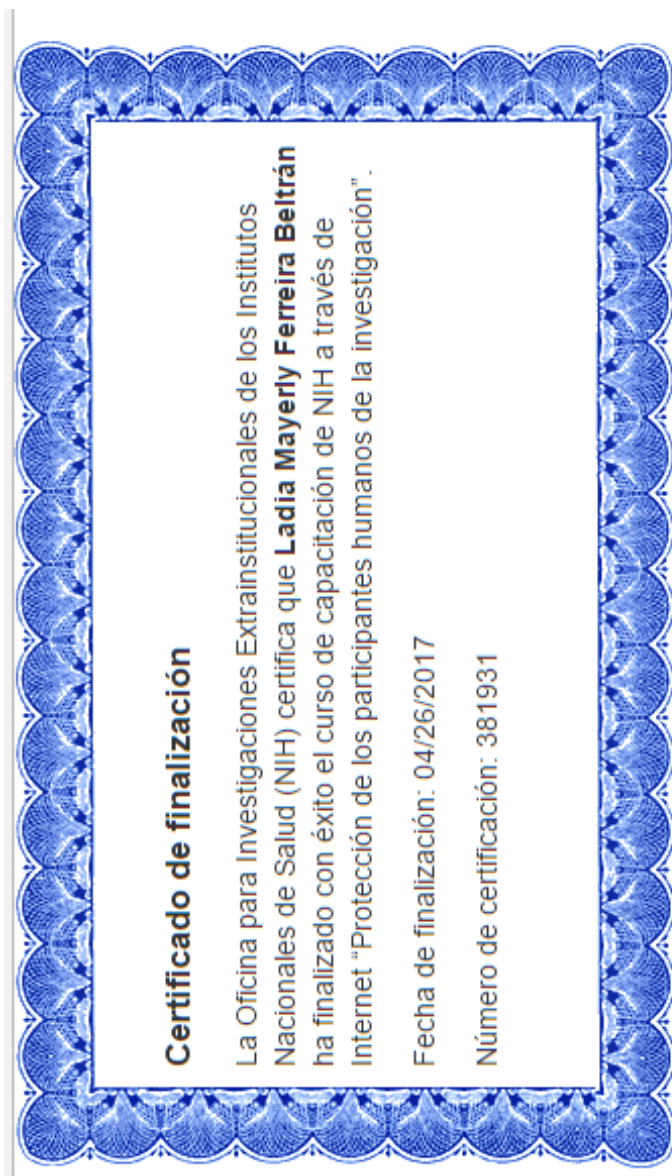 Certificado de finalización
La Oficina para Investigaciones Extrainstitucionales de los Institutos
Nacionales de Salud (NIH) certifica que Ladia Mayerly Ferreira Beltrán
ha finalizado con éxito el curso de capacitación de NIH a través de
Internet “Protección de los participantes humanos de la investigación”.
Fecha de finalización: 04/26/2017
Número de certificación: 381931